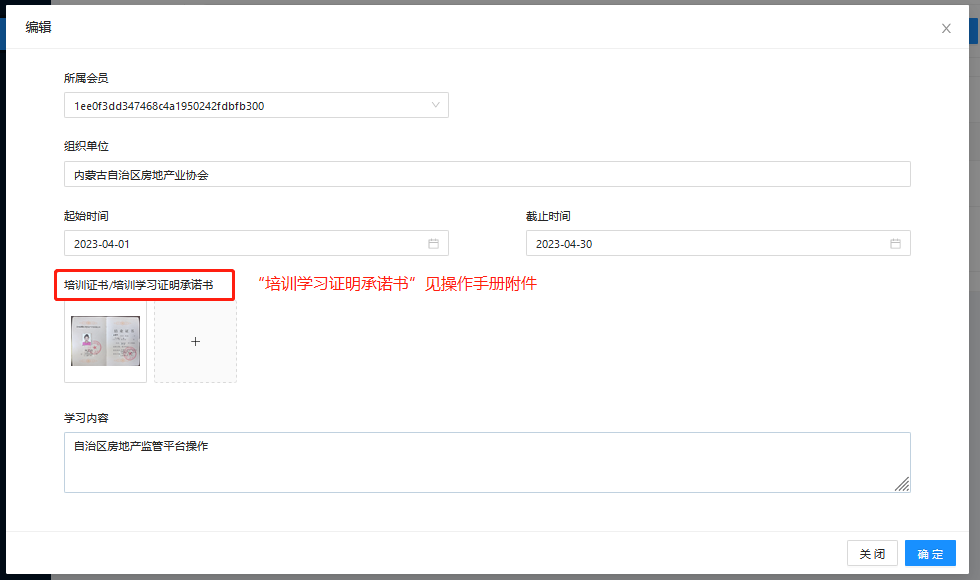 编辑
所属会员
1ee0f3dd347468c4a1950242fdbfb300
组织单位
内蒙古自治区房地产业协会
起始时间
截止时间
2023-04-01
2023-04-30
培训证书/培训学习证明承诺书
“培训学习证明承诺书”见操作手册附件
学习内容
自治区房地产监管平台操作
关 闭
确 定